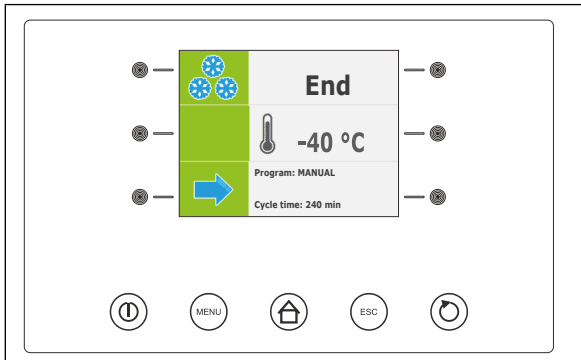 End
-40 °C
Program: MANUAL
Cycle time: 240 min
MENU
ESC